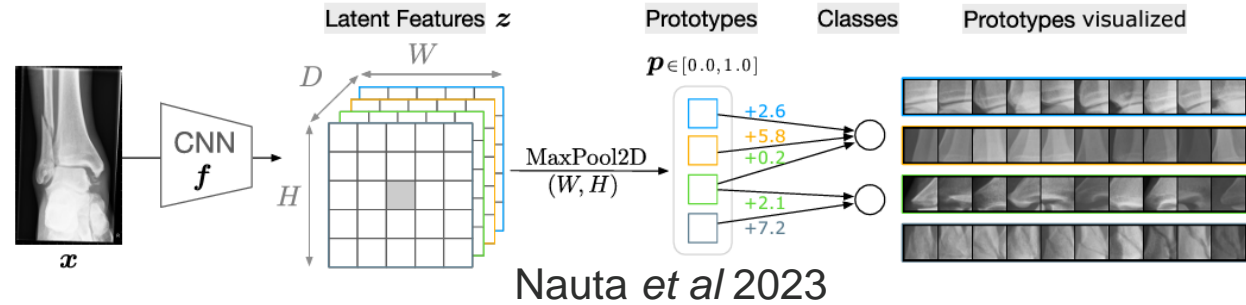 Latent Features z
Prototypes
Classes
Prototypes visualized
W
D
p ∈ [0.0, 1.0]
+2.6
CNN
f
+5.8
+0.2
MaxPool2D
(W, H)
H
+2.1
+7.2
x
Nauta et al 2023